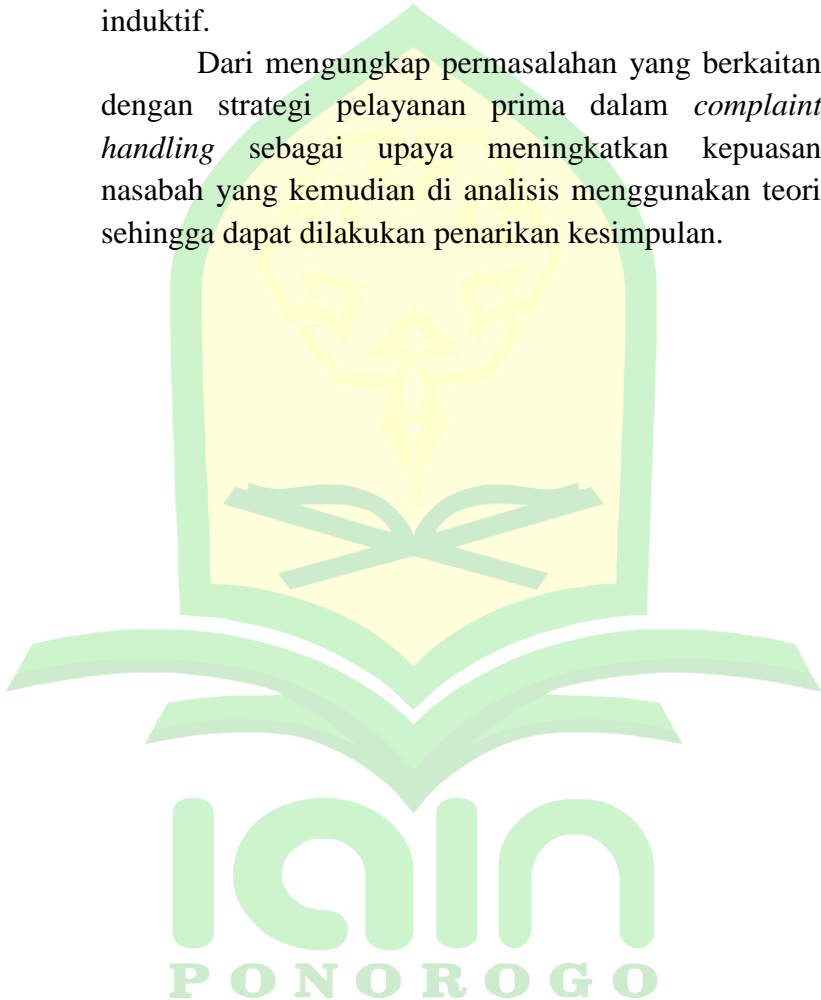 induktif.
Dari mengungkap permasalahan yang berkaitan
dengan strategi pelayanan prima dalam complaint
handling sebagai upaya meningkatkan kepuasan
nasabah yang kemudian di analisis menggunakan teori
sehingga dapat dilakukan penarikan kesimpulan.
iain
PONOROGO